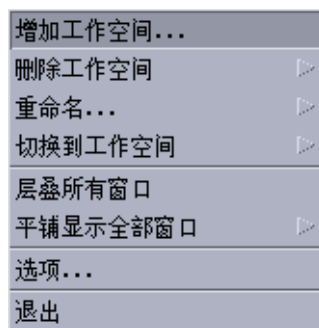 增加工作空间...
删除工作空间
重命名...
切换到工作空间
层叠所有窗口
平铺显示全部窗口
选项...
退出